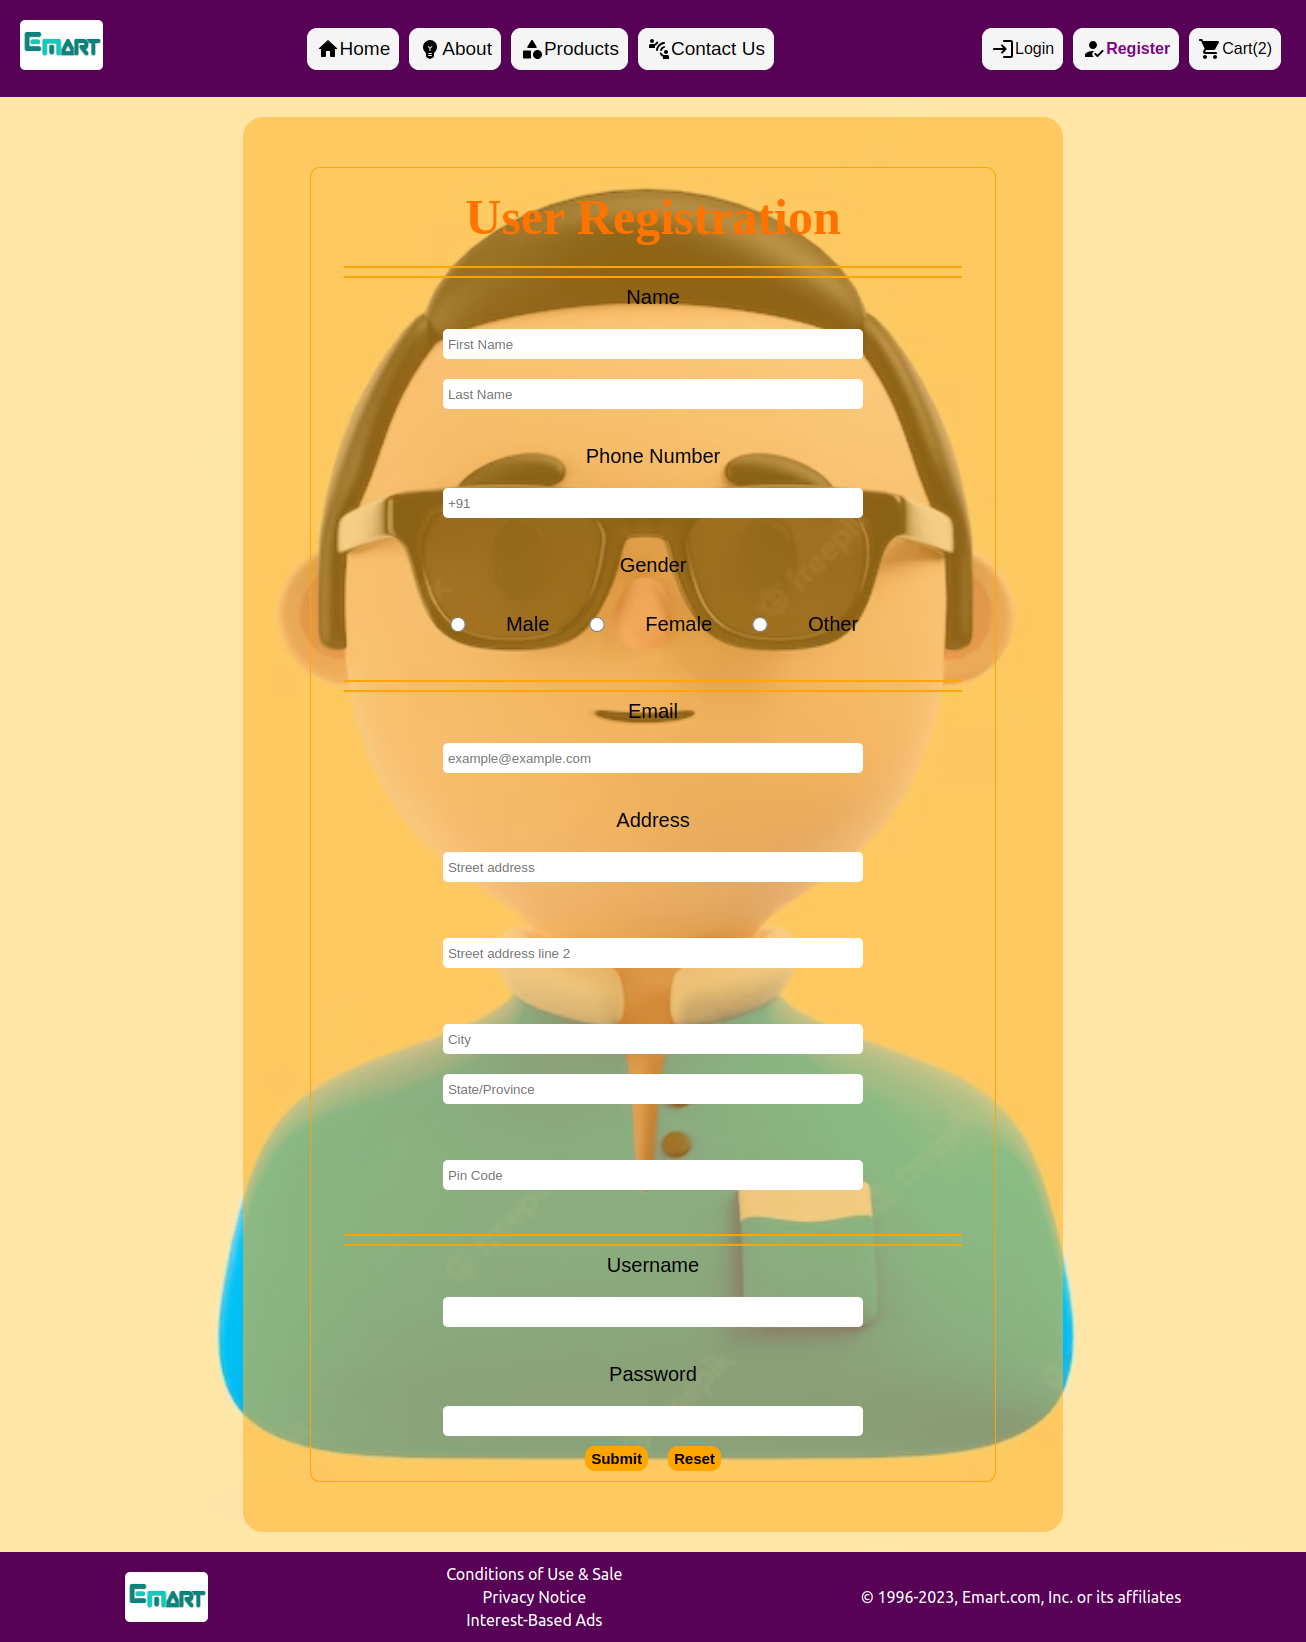 EMART
Home
About
Products
Contact Us
Login
Register
Cart(2)
User Registration
Name
First Name
Last Name
Phone Number
+91
Gender
Male
Female
Other
Email
example@example.com
Address
Street address
Street address line 2
City
State/Province
Pin Code
Username
Password
Submit
Reset
EMART
Conditions of Use & Sale
Privacy Notice
Interest-Based Ads
© 1996-2023, Emart.com, Inc. or its affiliates